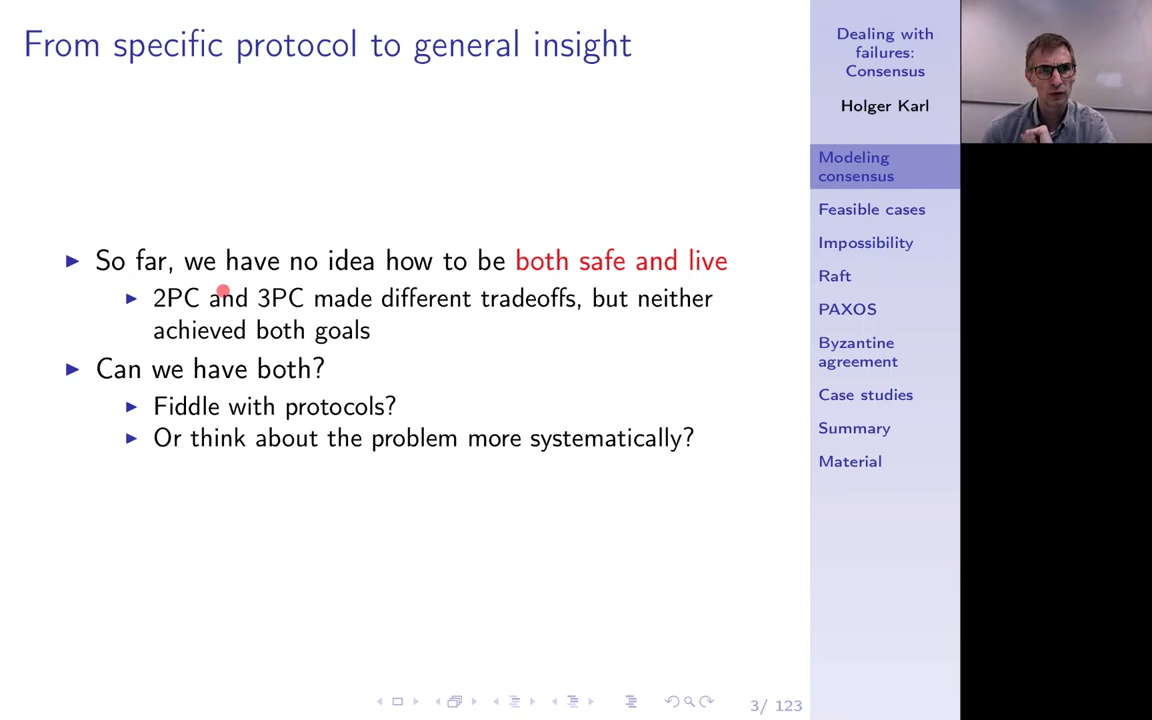 From specific protocol to general insight
So far, we have no idea how to be both safe and live
2PC and 3PC made different tradeoffs, but neither
achieved both goals
Can we have both?
Fiddle with protocols?
Or think about the problem more systematically?
3/ 123
Dealing with
failures:
Consensus
Holger Karl
Modeling
consensus
Feasible cases
Impossibility
Raft
PAXOS
Byzantine
agreement
Case studies
Summary
Material